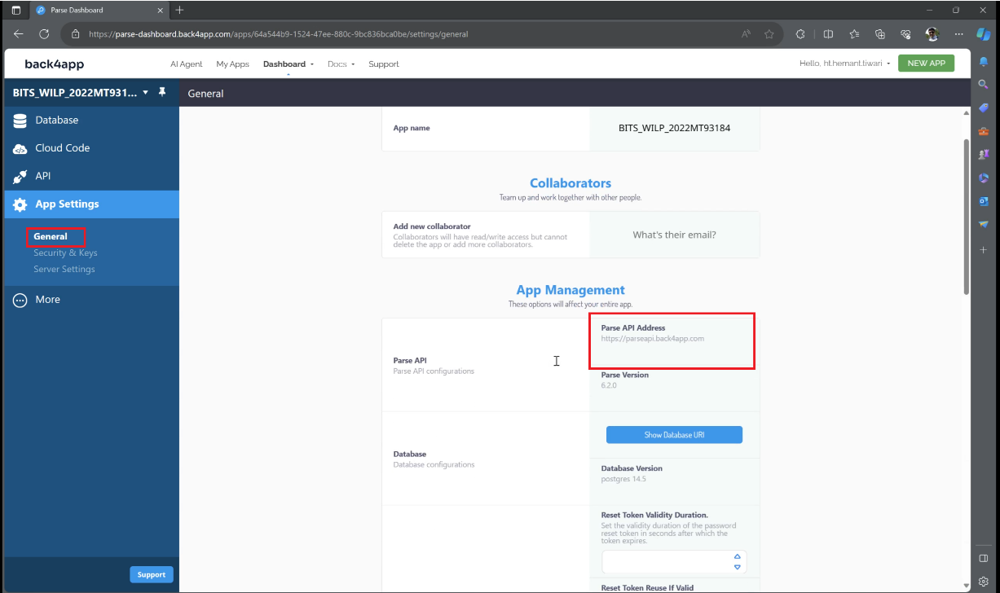 Parse Dashboard
https://parse-dashboard.back4app.com/apps/64a544b9-1524-47ee-880c-9bc836bca0be/settings/general
back4app
AI Agent
My Apps
Dashboard
Docs
Support
Hello, ht.hemant.tiwari
NEW APP
BITS_WILP_2022MT931...
General
Database
Cloud Code
API
App Settings
General
Security & Keys
Server Settings
More
Support
App name
BITS_WILP_2022MT93184
Collaborators
Team up and work together with other people.
Add new collaborator
Collaborators will have read/write access but cannot
delete the app or add more collaborators.
What's their email?
App Management
These options will affect your entire app.
Parse API
Parse API configurations
Parse API Address
https://parseapi.back4app.com
Parse Version
6.2.0
Database
Database configurations
Show Database URI
Database Version
postgres 14.5
Reset Token Validity Duration.
Set the validity duration of the password
reset token in seconds after which the
token expires.
Reset Token Reuse If Valid